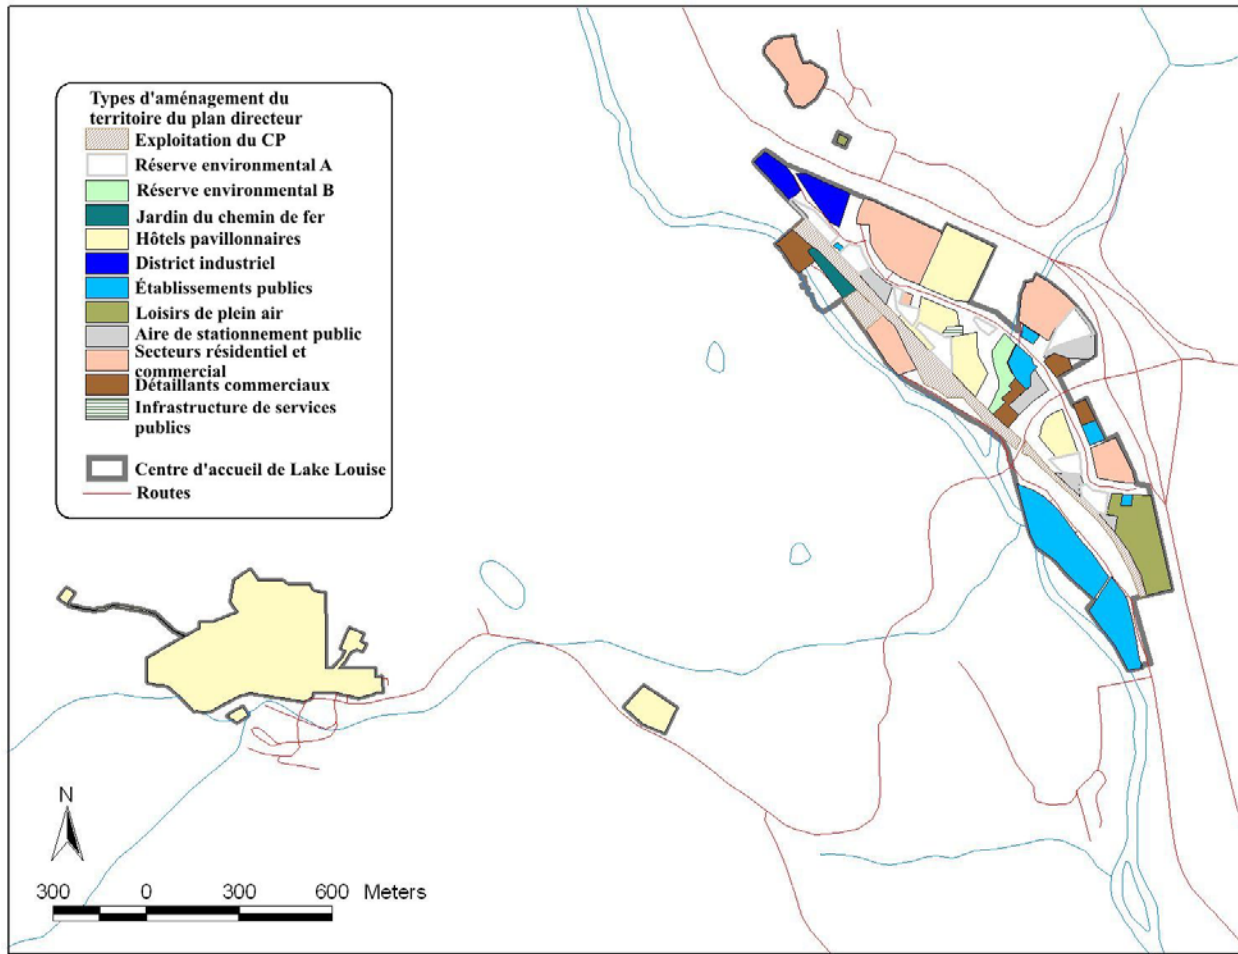 Types d'aménagement du
territoire du plan directeur
Exploitation du CP
Réserve environmental A
Réserve environmental B
Jardin du chemin de fer
Hôtels pavillonnaires
District industriel
Établissements publics
Loisirs de plein air
Aire de stationnement public
Secteurs résidentiel et
commercial
Détaillants commerciaux
Infrastructure de services
publics
Centre d'accueil de Lake Louise
Routes
N
300 0 300 600 Meters